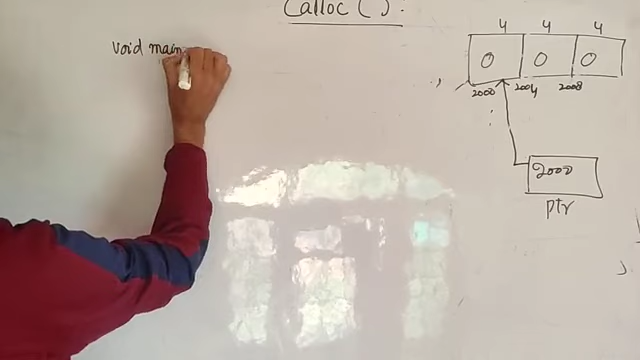 Calloc ( ).
void main
4 4 4
0 0 0
2000 2004 2008
2000
ptr